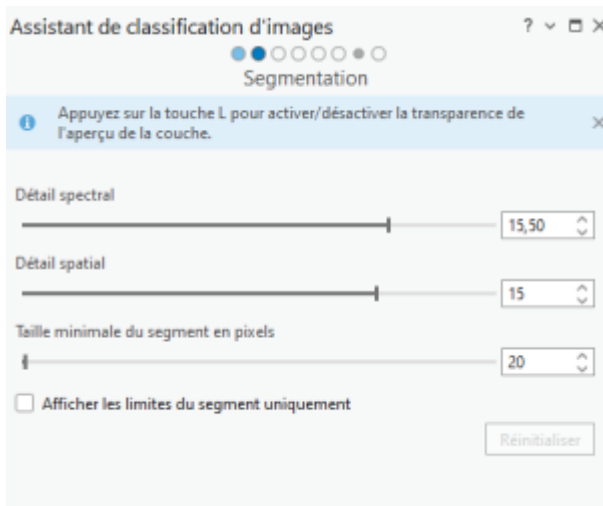 Assistant de classification d'images
?
Segmentation
Appuyez sur la touche L pour activer/désactiver la transparence de
l'aperçu de la couche.
Détail spectral
15,50
Détail spatial
15
Taille minimale du segment en pixels
20
Afficher les limites du segment uniquement
Réinitialiser